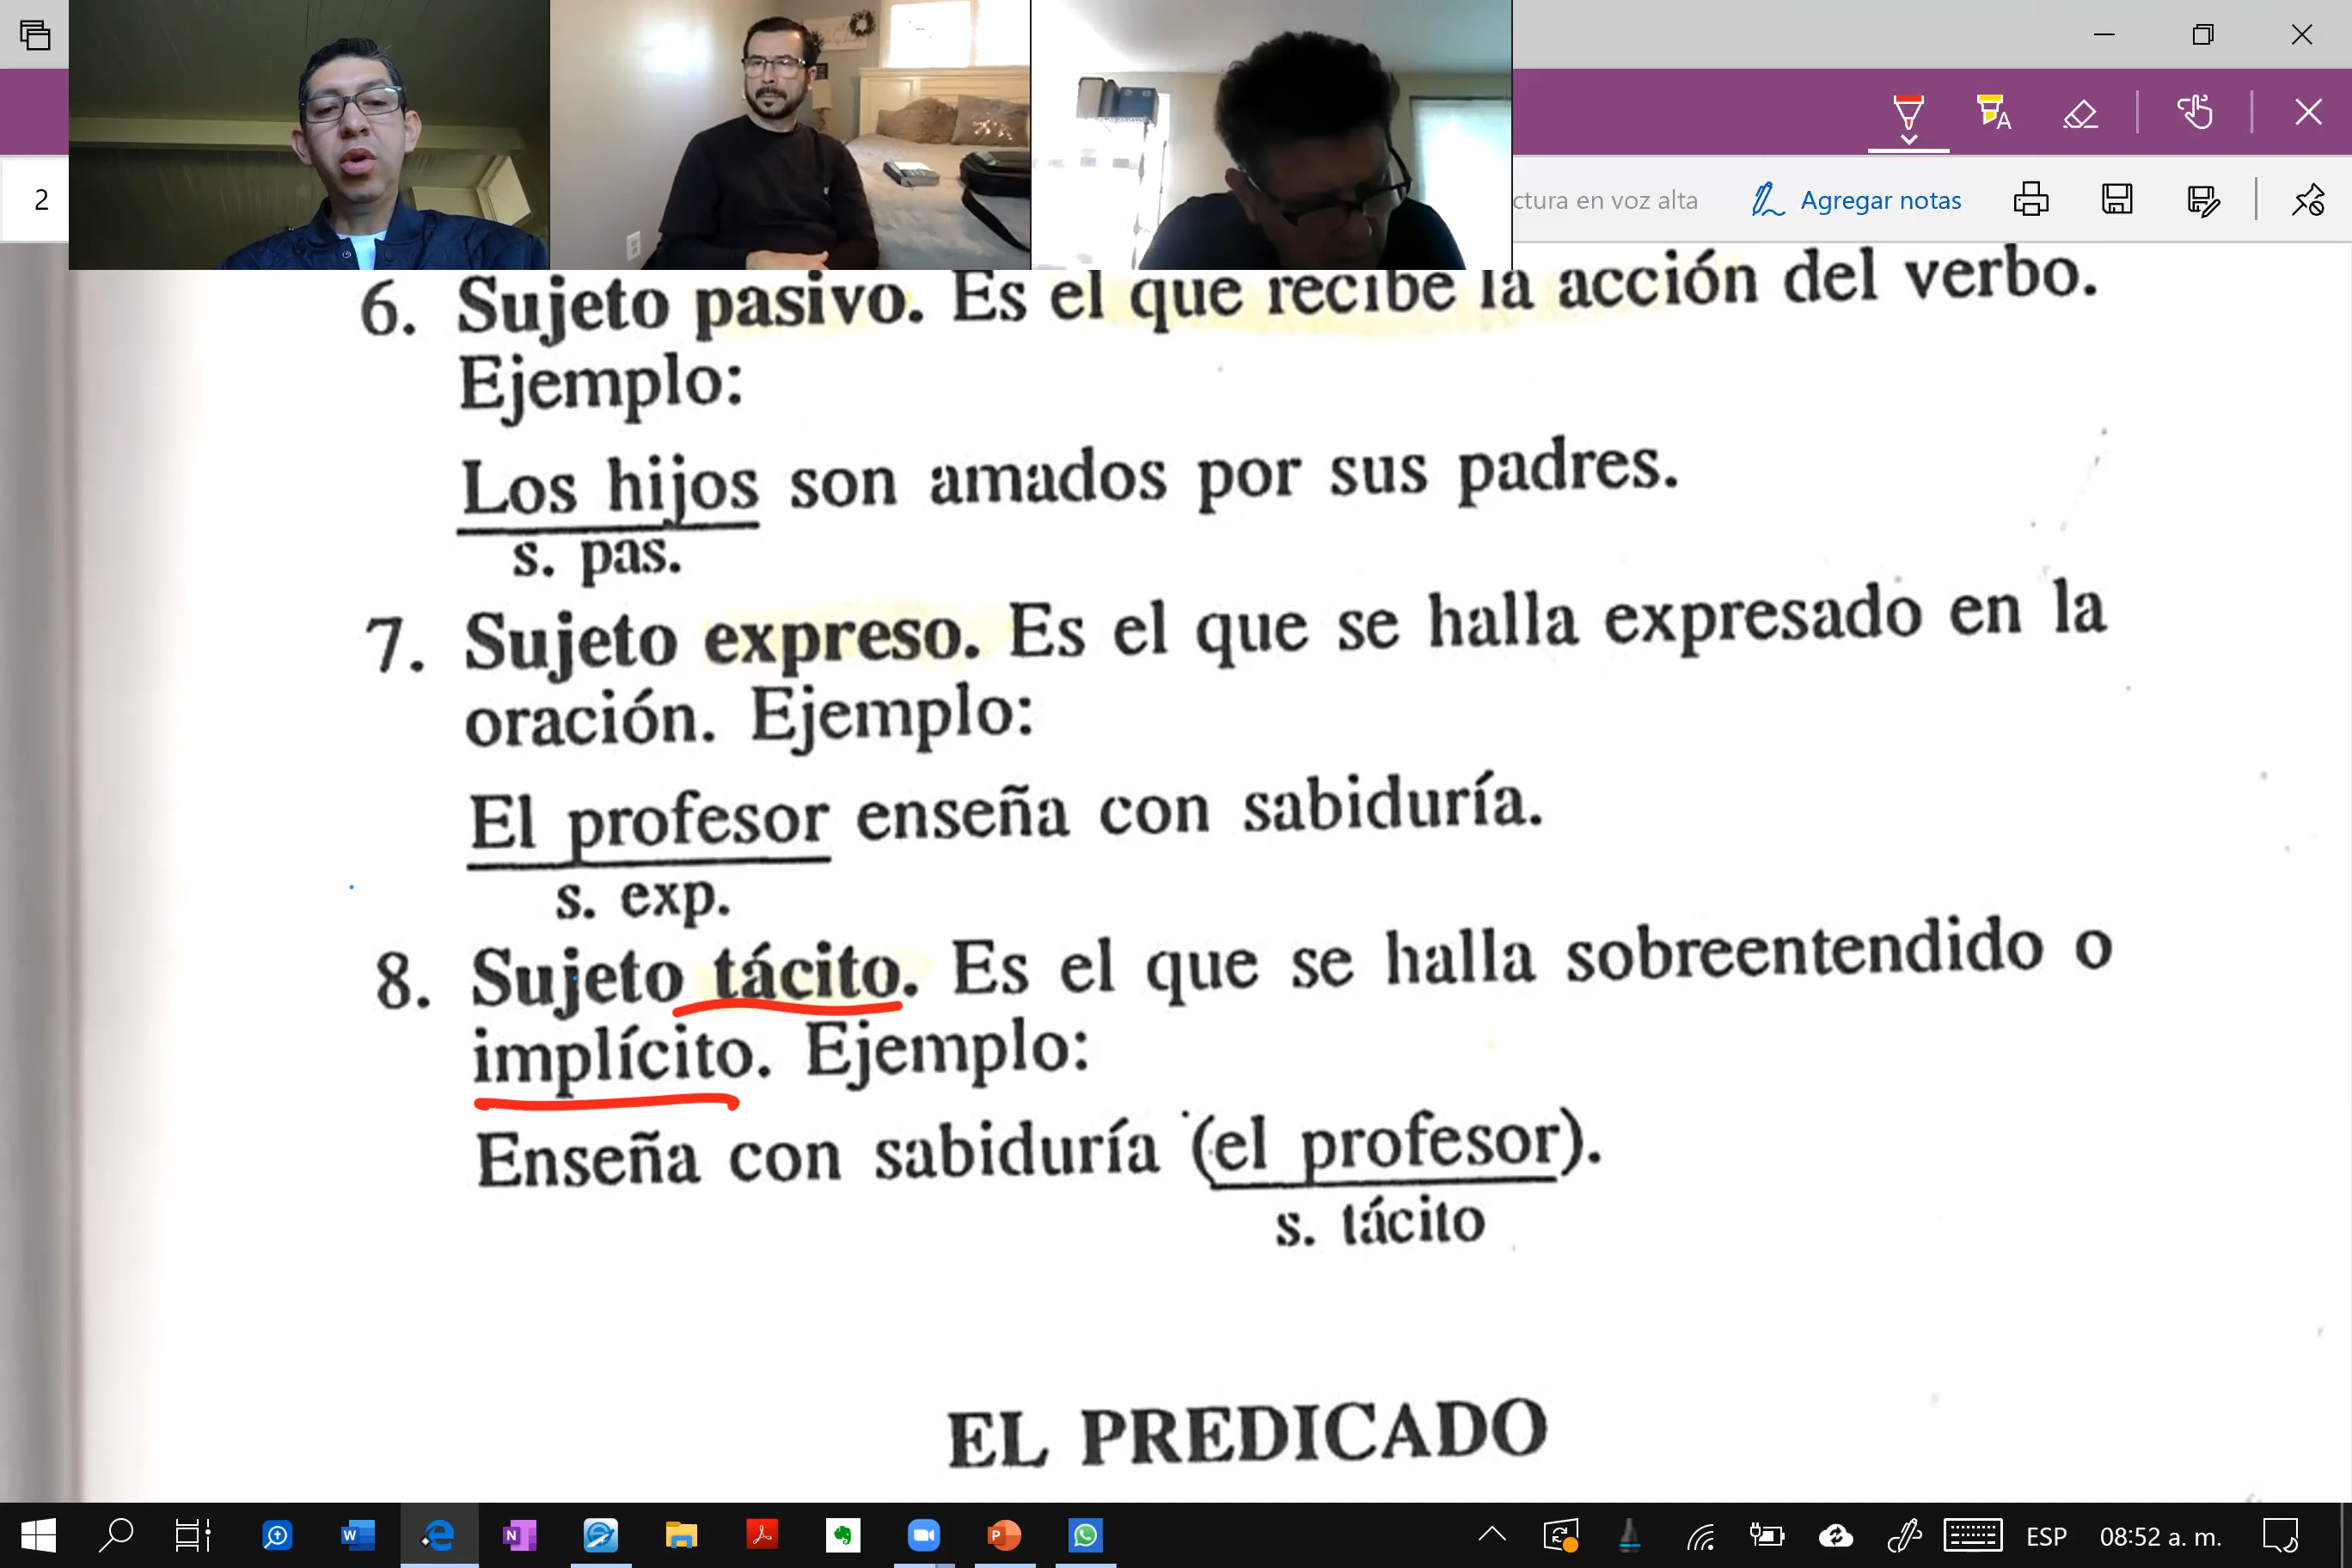 2
ctura en voz alta
Agregar notas
6. Sujeto pasivo. Es el que recibe la acción del verbo.
Ejemplo:
Los hijos son amados por sus padres.
s. pas.
7. Sujeto expreso. Es el que se halla expresado en la
oración. Ejemplo:
El profesor enseña con sabiduría.
s. exp.
8. Sujeto tácito. Es el que se halla sobreentendido o
implícito. Ejemplo:
Enseña con sabiduría (el profesor).
s. tácito
EL PREDICADO
ESP
08:52 a. m.